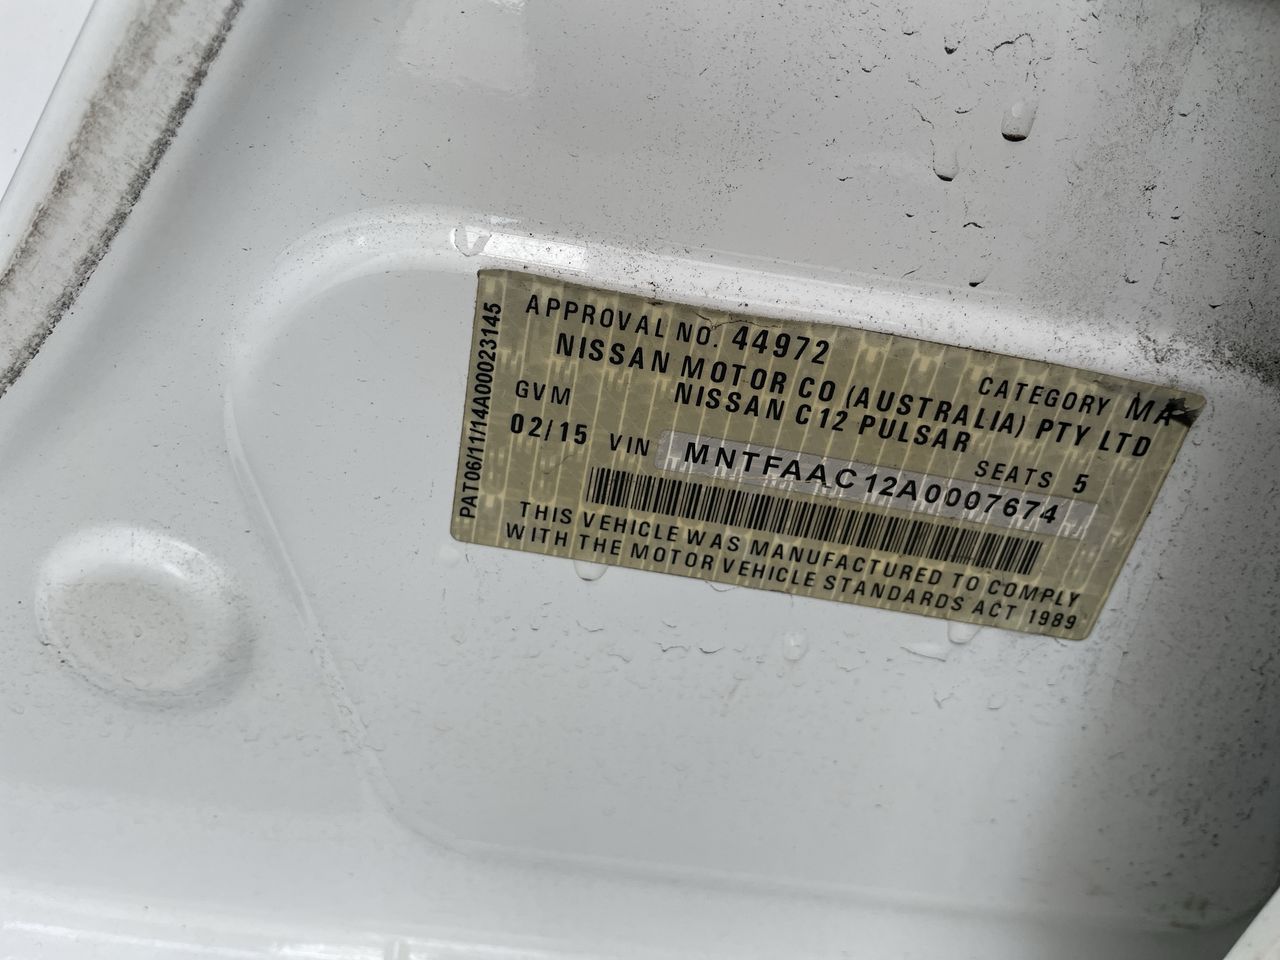 PAT06/11/14A00023145
APPROVAL NO. 44972
CATEGORY MA
NISSAN MOTOR CO (AUSTRALIA) PTY LTD
NISSAN C12 PULSAR
GVM
SEATS 5
02/15 VIN MNTFAAC12A0007674
THIS VEHICLE WAS MANUFACTURED TO COMPLY
WITH THE MOTOR VEHICLE STANDARDS ACT 1989